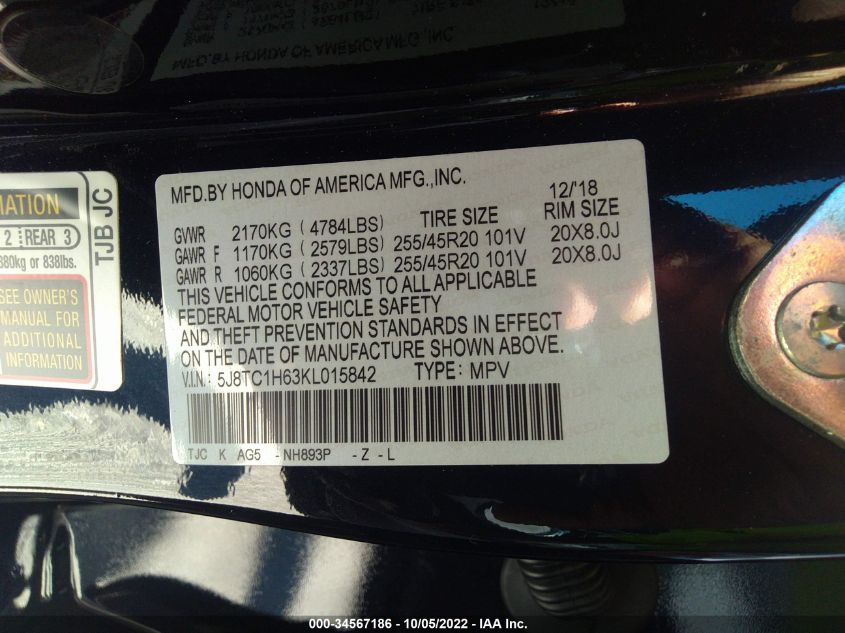 MFD.BY HONDA OF AMERICA MFG.,INC. 12/'18
GVWR 2170KG ( 4784LBS) TIRE SIZE RIM SIZE
GAWR F 1170KG ( 2579LBS) 255/45R20 101V 20X8.0J
GAWR R 1060KG ( 2337LBS) 255/45R20 101V 20X8.0J
THIS VEHICLE CONFORMS TO ALL APPLICABLE
FEDERAL MOTOR VEHICLE SAFETY
AND THEFT PREVENTION STANDARDS IN EFFECT
ON THE DATE OF MANUFACTURE SHOWN ABOVE.
V.I.N.: 5J8TC1H63KL015842 TYPE: MPV
TJC K AG5 -NH893P -Z -L
MATION
2 REAR 3
380kg or 838lbs.
SEE OWNER'S
MANUAL FOR
ADDITIONAL
INFORMATION
TJB JC
000-34567186 - 10/05/2022 - IAA Inc.